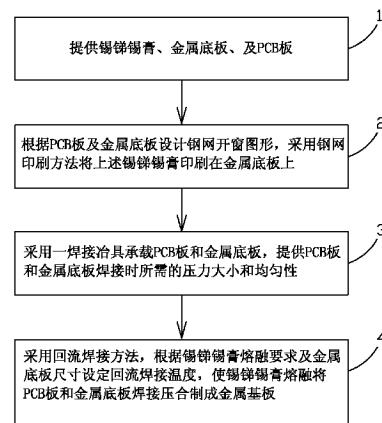 1
提供锡锑锡膏、金属底板、及PCB板
2
根据PCB板及金属底板设计钢网开窗图形，采用钢网
印刷方法将上述锡锑锡膏印刷在金属底板上
3
采用一焊接冶具承载PCB板和金属底板，提供PCB板
和金属底板焊接时所需的压力大小和均匀性
4
采用回流焊接方法，根据锡锑锡膏熔融要求及金属
底板尺寸设定回流焊接温度，使锡锑锡膏熔融将
PCB板和金属底板焊接压合制成金属基板